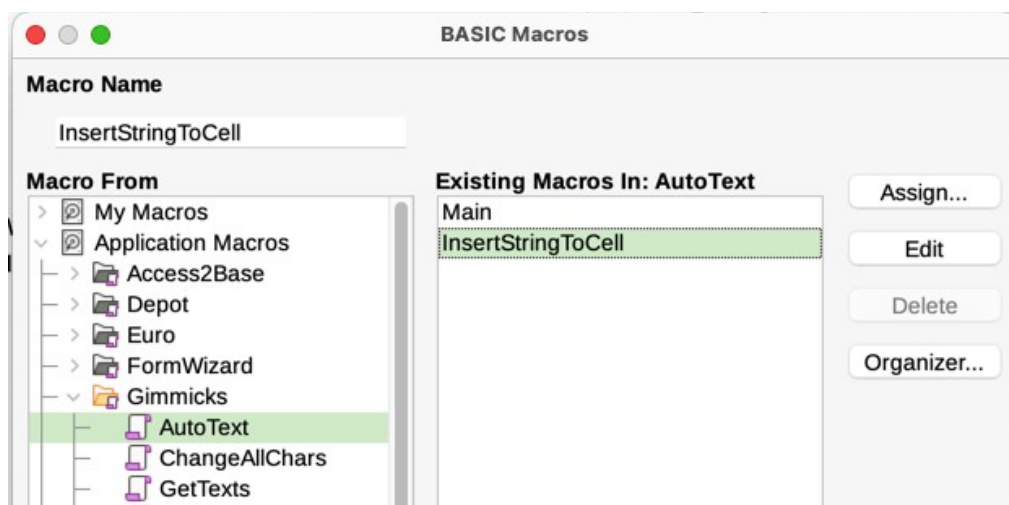 BASIC Macros
Macro Name
InsertStringToCell
Macro From
My Macros
Application Macros
Access2Base
Depot
Euro
FormWizard
Gimmicks
AutoText
ChangeAllChars
GetTexts
Existing Macros In: AutoText
Main
InsertStringToCell
Assign...
Edit
Delete
Organizer...